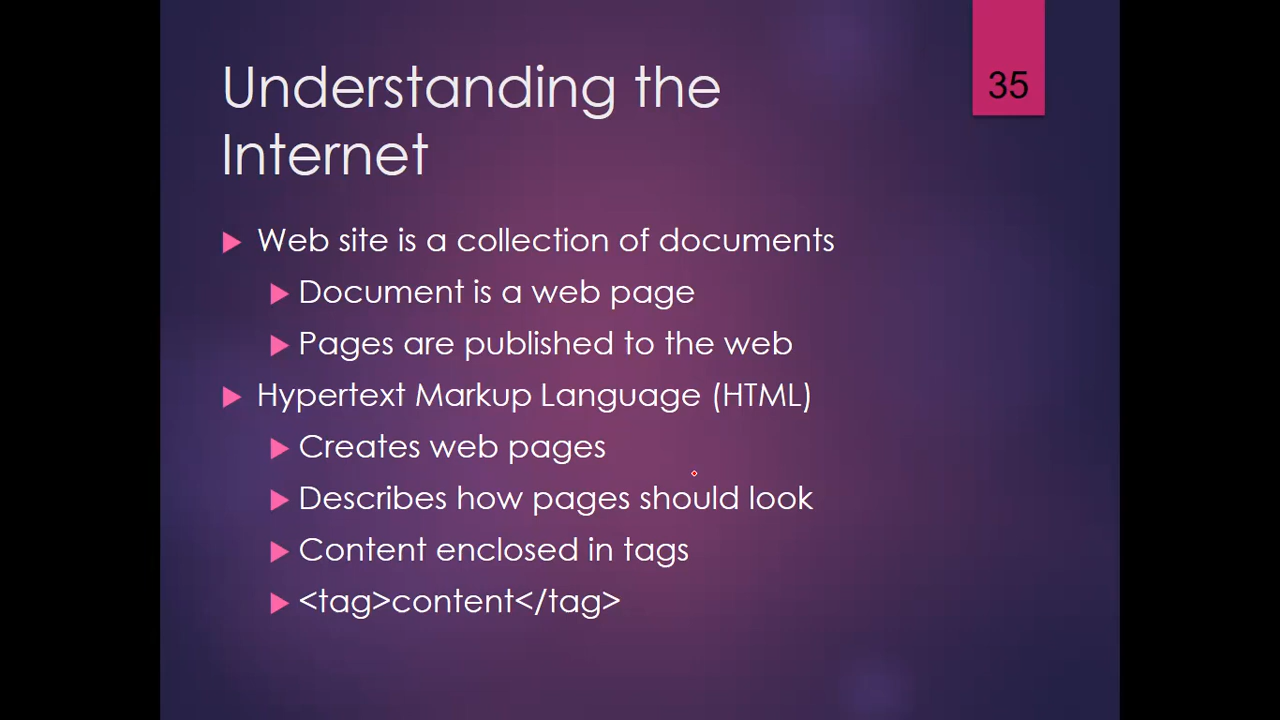 Understanding the
Internet
35
Web site is a collection of documents
Document is a web page
Pages are published to the web
Hypertext Markup Language (HTML)
Creates web pages
Describes how pages should look
Content enclosed in tags
<tag>content</tag>